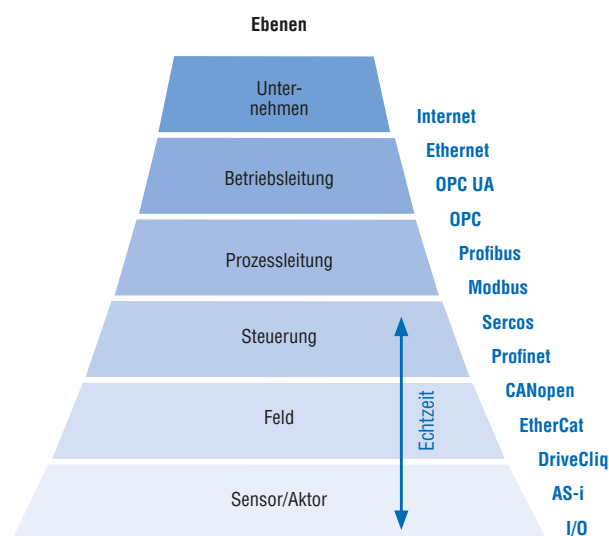 Ebenen
Unter-
nehmen
Internet
Ethernet
Betriebsleitung
OPC UA
OPC
Profibus
Prozessleitung
Modbus
Sercos
Steuerung
Profinet
CANopen
Echtzeit
Feld
EtherCat
DriveCliq
AS-i
Sensor/Aktor
I/O